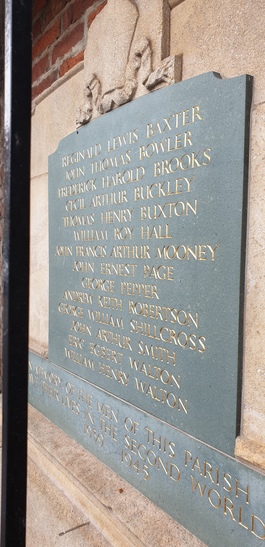 REGINALD LEWIS BAXTER
JOHN THOMAS BOWLER
FREDERICK HAROLD BROOKS
CECIL ARTHUR BUCKLEY
THOMAS HENRY BUXTON
WILLIAM ROY HALL
JOHN FRANCIS ARTHUR MOONEY
JOHN ERNEST PAGE
GEORGE PEPPER
ANDREW KEITH ROBERTSON
GEORGE WILLIAM SHILLCROSS
JOHN ARTHUR SMITH
ERIC ROBERT WALTON
WILLIAM HENRY WALTON
OF THE MEN OF THIS PARISH
IN THE SECOND WORLD
1939 1945